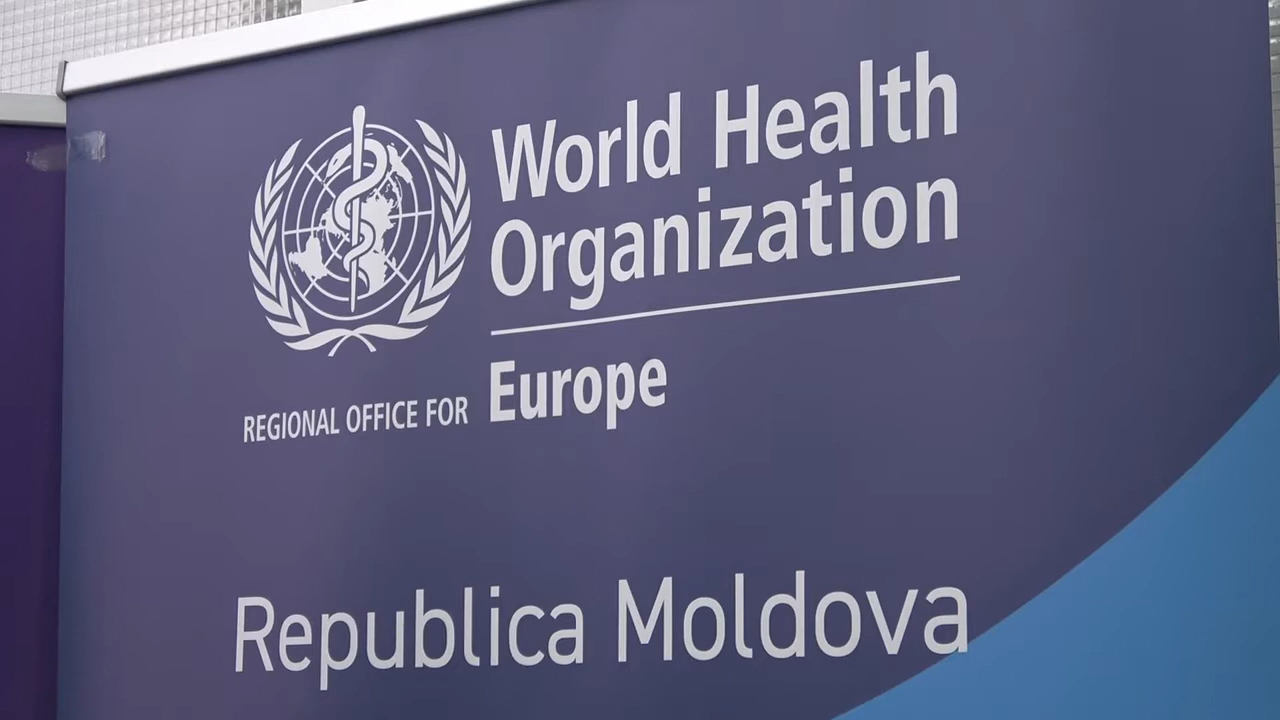 World Health
Organization
REGIONAL OFFICE FOR Europe
Republica Moldova